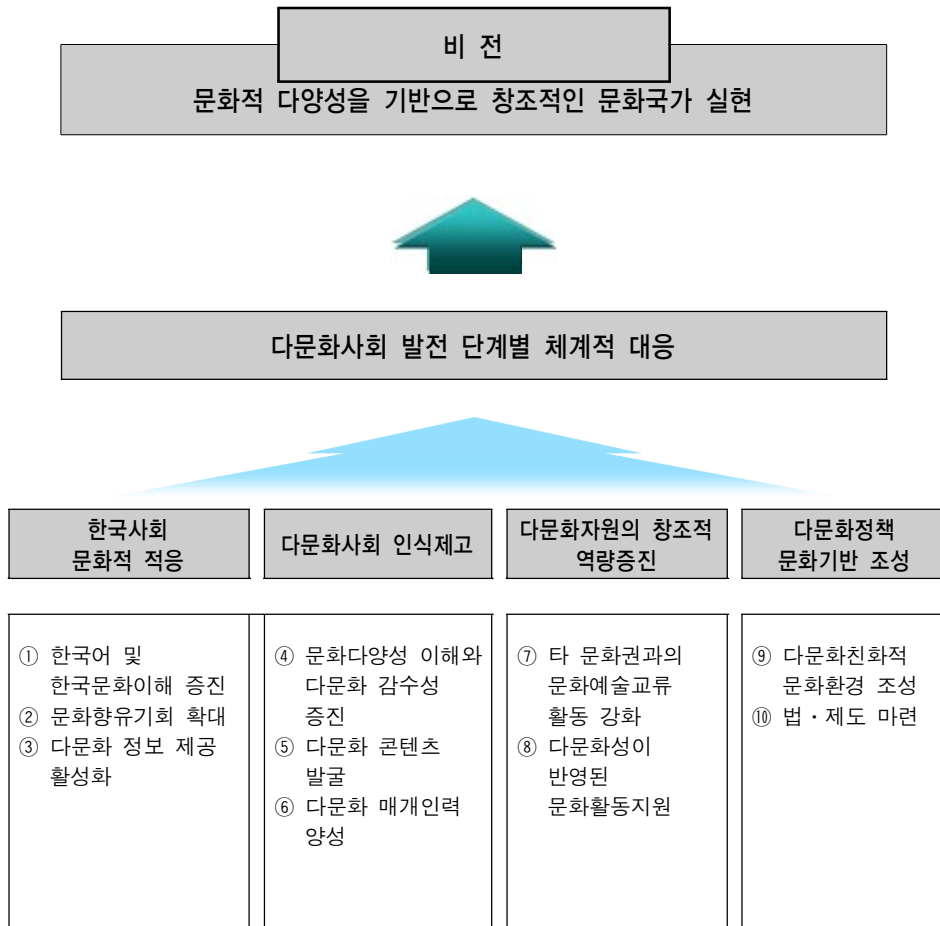 비 전
문화적 다양성을 기반으로 창조적인 문화국가 실현
다문화사회 발전 단계별 체계적 대응
한국사회
문화적 적응
다문화사회 인식제고
다문화자원의 창조적
역량증진
다문화정책
문화기반 조성
① 한국어 및
한국문화이해 증진
② 문화향유기회 확대
③ 다문화 정보 제공
활성화
④ 문화다양성 이해와
다문화 감수성
증진
⑤ 다문화 콘텐츠
발굴
⑥ 다문화 매개인력
양성
⑦ 타 문화권과의
문화예술교류
활동 강화
⑧ 다문화성이
반영된
문화활동지원
⑨ 다문화친화적
문화환경 조성
⑩ 법・제도 마련